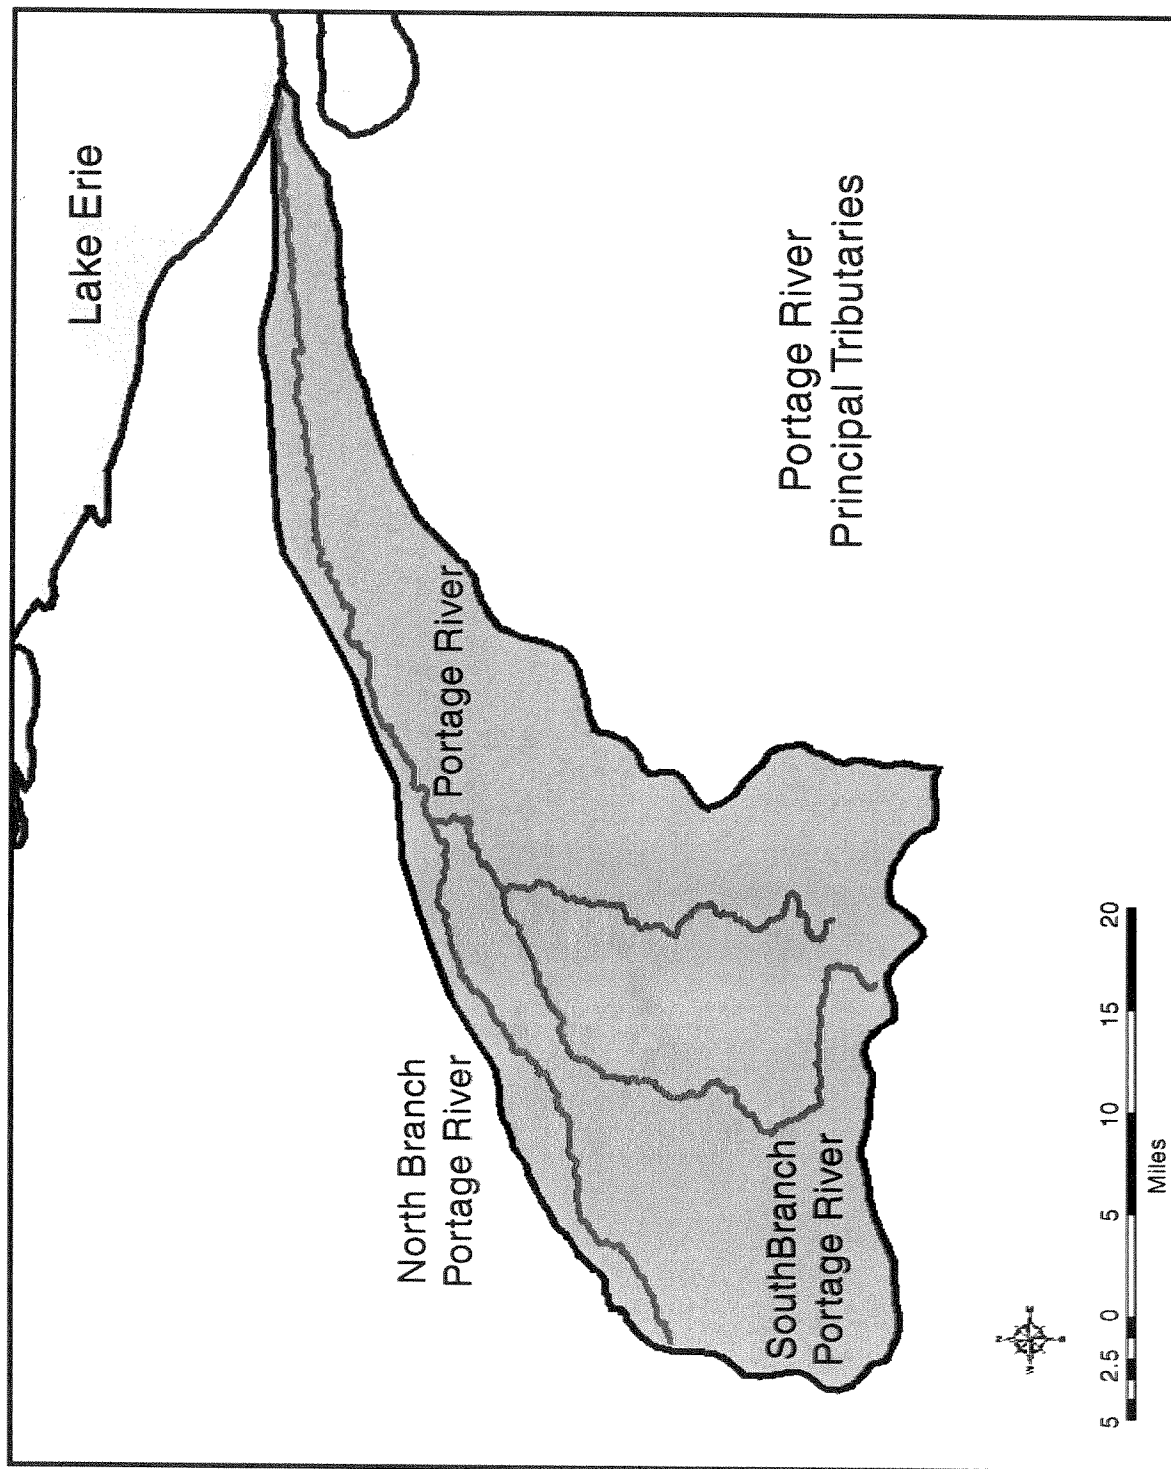 Lake Erie
Portage River
North Branch
Portage River
SouthBranch
Portage River
Portage River
Principal Tributaries
N
W
E
S
5 2.5 0 5 10 15 20
Miles